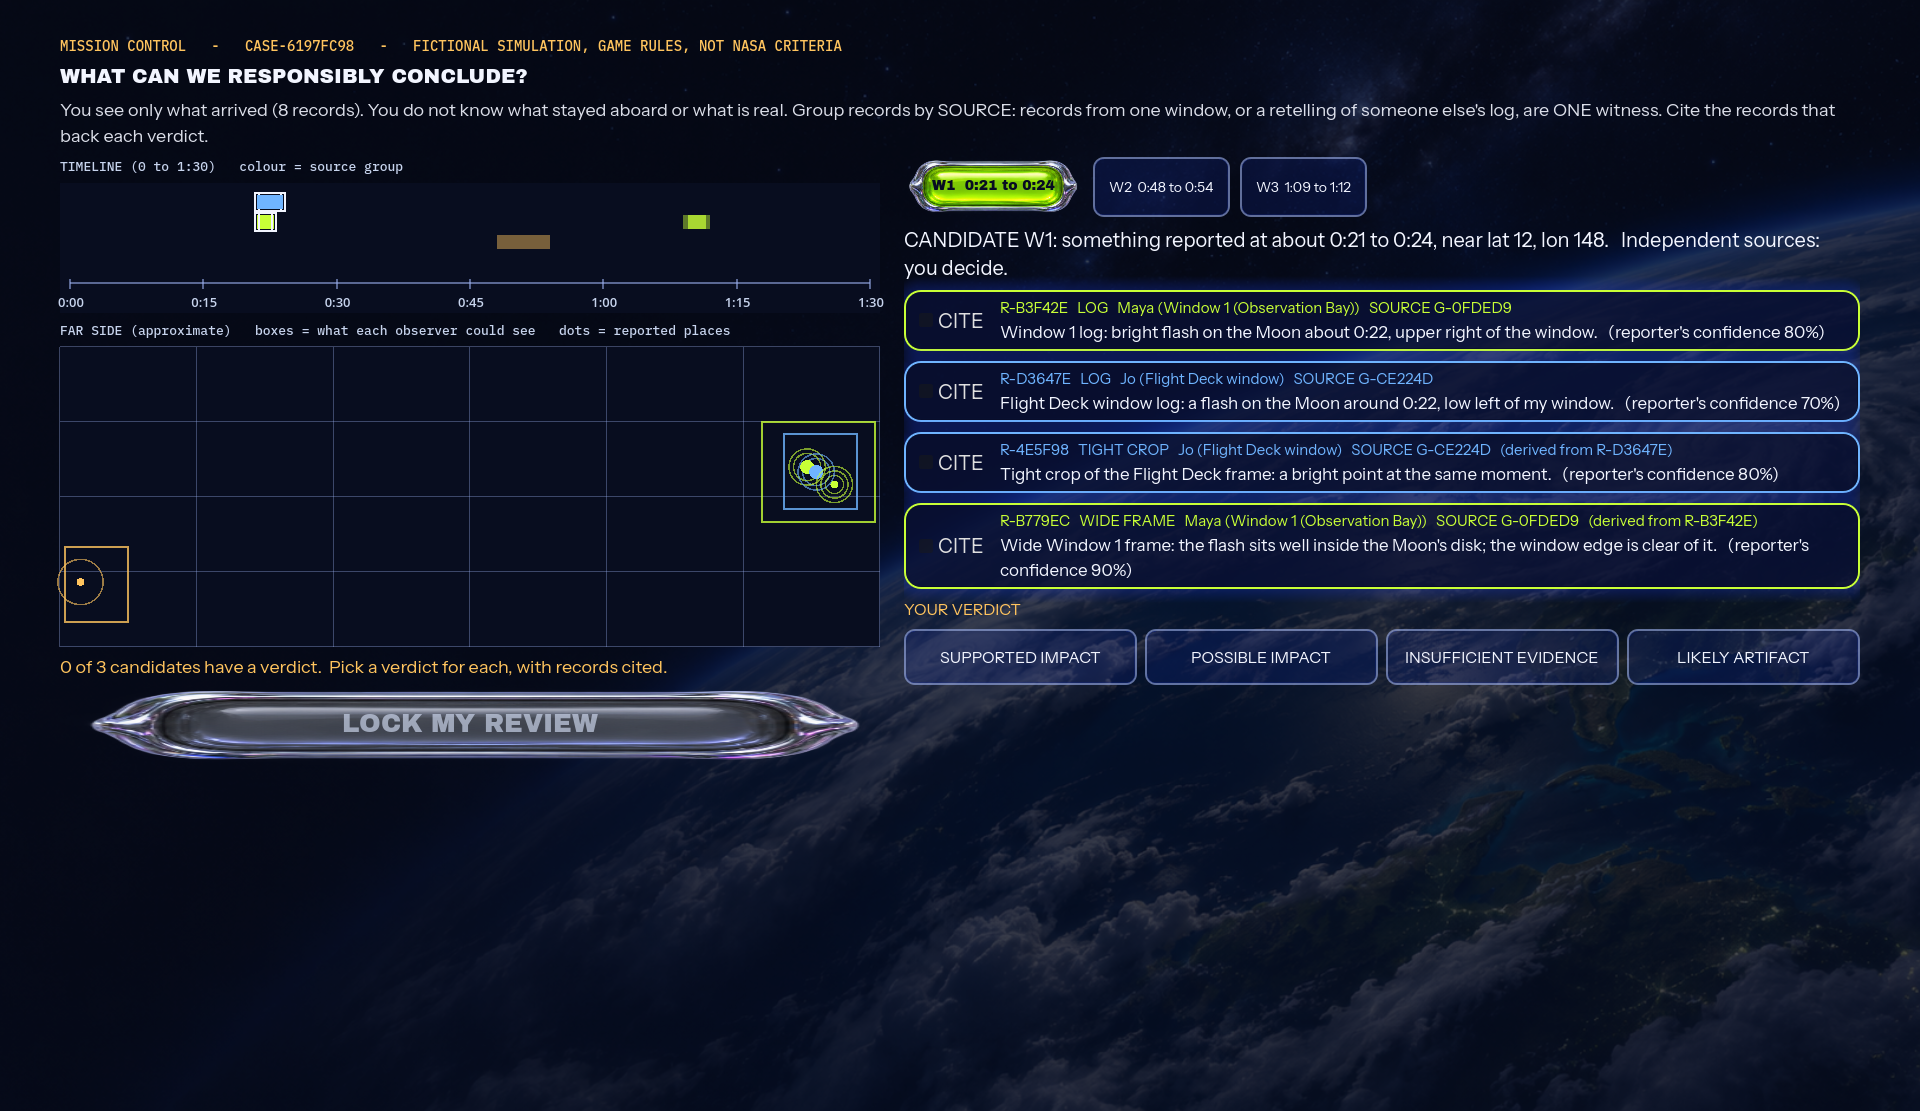 MISSION CONTROL - CASE-6197FC98 - FICTIONAL SIMULATION, GAME RULES, NOT NASA CRITERIA
WHAT CAN WE RESPONSIBLY CONCLUDE?
You see only what arrived (8 records). You do not know what stayed aboard or what is real. Group records by SOURCE: records from one window, or a retelling of someone else's log, are ONE witness. Cite the records that
back each verdict.
TIMELINE (0 to 1:30) colour = source group
0:00 0:15 0:30 0:45 1:00 1:15 1:30
FAR SIDE (approximate) boxes = what each observer could see dots = reported places
0 of 3 candidates have a verdict. Pick a verdict for each, with records cited.
LOCK MY REVIEW
W1 0:21 to 0:24
W2 0:48 to 0:54
W3 1:09 to 1:12
CANDIDATE W1: something reported at about 0:21 to 0:24, near lat 12, lon 148. Independent sources:
you decide.
CITE
R-B3F42E LOG Maya (Window 1 (Observation Bay)) SOURCE G-0FDED9
Window 1 log: bright flash on the Moon about 0:22, upper right of the window. (reporter's confidence 80%)
CITE
R-D3647E LOG Jo (Flight Deck window) SOURCE G-CE224D
Flight Deck window log: a flash on the Moon around 0:22, low left of my window. (reporter's confidence 70%)
CITE
R-4E5F98 TIGHT CROP Jo (Flight Deck window) SOURCE G-CE224D (derived from R-D3647E)
Tight crop of the Flight Deck frame: a bright point at the same moment. (reporter's confidence 80%)
CITE
R-B779EC WIDE FRAME Maya (Window 1 (Observation Bay)) SOURCE G-0FDED9 (derived from R-B3F42E)
Wide Window 1 frame: the flash sits well inside the Moon's disk; the window edge is clear of it. (reporter's
confidence 90%)
YOUR VERDICT
SUPPORTED IMPACT
POSSIBLE IMPACT
INSUFFICIENT EVIDENCE
LIKELY ARTIFACT